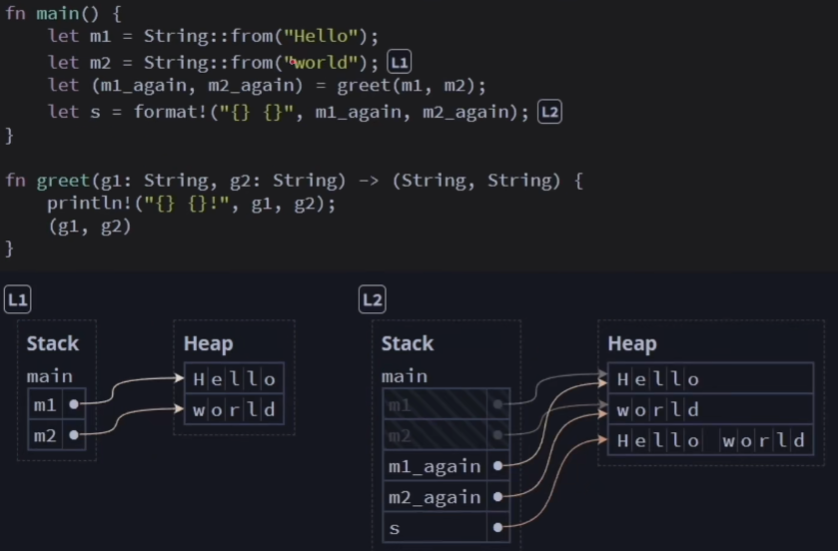 fn main() {
    let m1 = String::from("Hello");
    let m2 = String::from("world"); L1
    let (m1_again, m2_again) = greet(m1, m2);
    let s = format!("{} {}", m1_again, m2_again); L2
}
fn greet(g1: String, g2: String) -> (String, String) {
    println!("{} {}!", g1, g2);
    (g1, g2)
}
L1
Stack
main
m1
m2
Heap
Hello
world
L2
Stack
main
m1
m2
m1_again
m2_again
s
Heap
Hello
world
Hello world